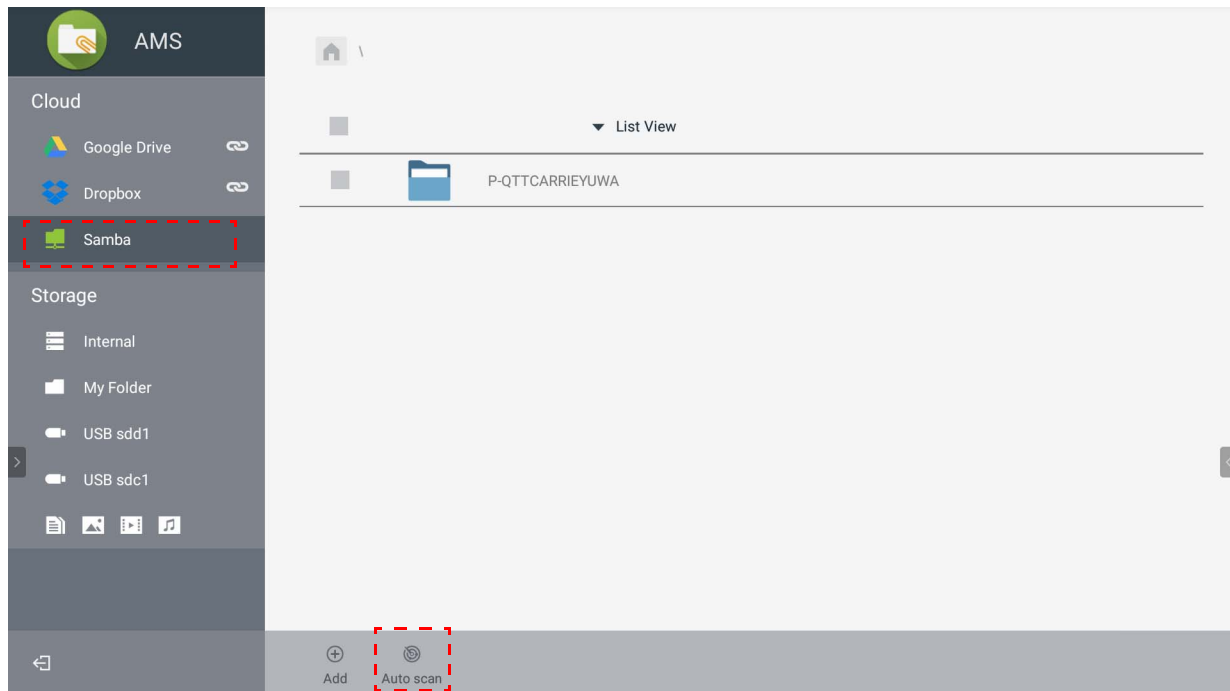 AMS
Cloud
Google Drive
Dropbox
Samba
Storage
Internal
My Folder
USB sdd1
USB sdc1
\
List View
P-QTTCARRIEYUWA
Add
Auto scan